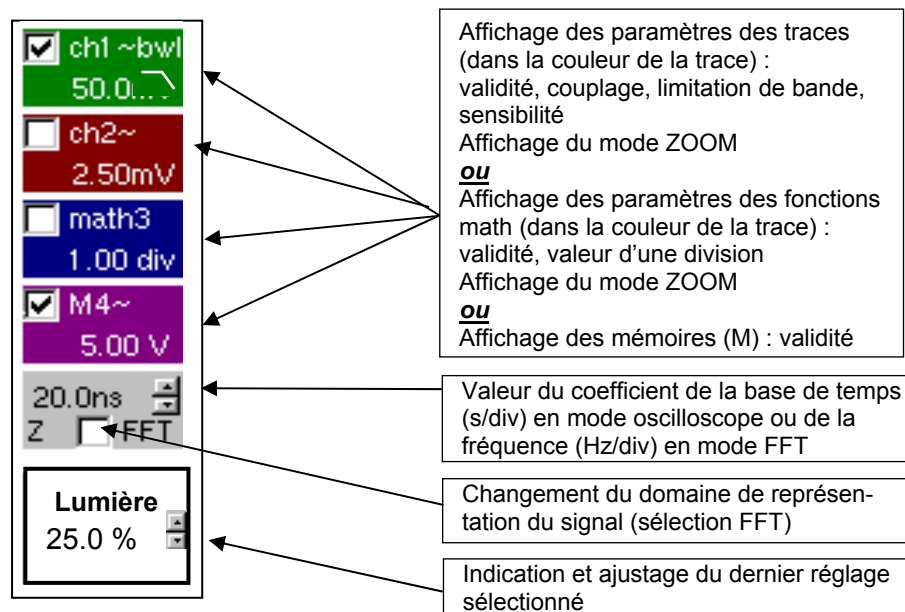 ch1 ~bwl
50.0
ch2~
2.50mV
math3
1.00 div
M4~
5.00 V
20.0ns
Z FFT
Lumière
25.0 %
Affichage des paramètres des traces
(dans la couleur de la trace) :
validité, couplage, limitation de bande,
sensibilité
Affichage du mode ZOOM
ou
Affichage des paramètres des fonctions
math (dans la couleur de la trace) :
validité, valeur d'une division
Affichage du mode ZOOM
ou
Affichage des mémoires (M) : validité
Valeur du coefficient de la base de temps
(s/div) en mode oscilloscope ou de la
fréquence (Hz/div) en mode FFT
Changement du domaine de représen-
tation du signal (sélection FFT)
Indication et ajustage du dernier réglage
sélectionné